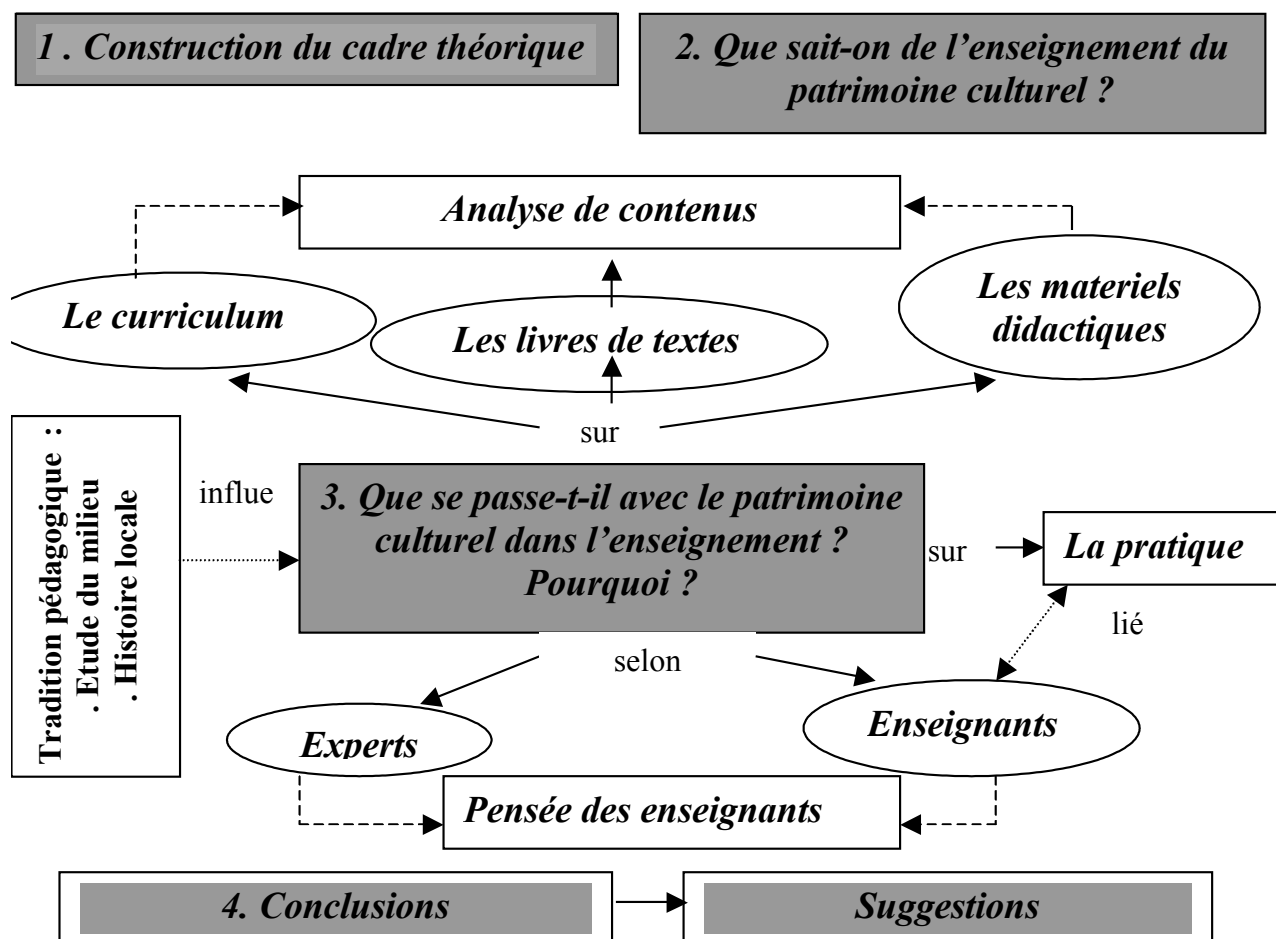 1 . Construction du cadre théorique
2. Que sait-on de l’enseignement du
patrimoine culturel ?
Analyse de contenus
Le curriculum
Les livres de textes
Les materiels
didactiques
sur
Tradition pédagogique :
. Etude du milieu
. Histoire locale
influe
3. Que se passe-t-il avec le patrimoine
culturel dans l’enseignement ?
Pourquoi ?
sur
La pratique
lié
selon
Experts
Enseignants
Pensée des enseignants
4. Conclusions
Suggestions